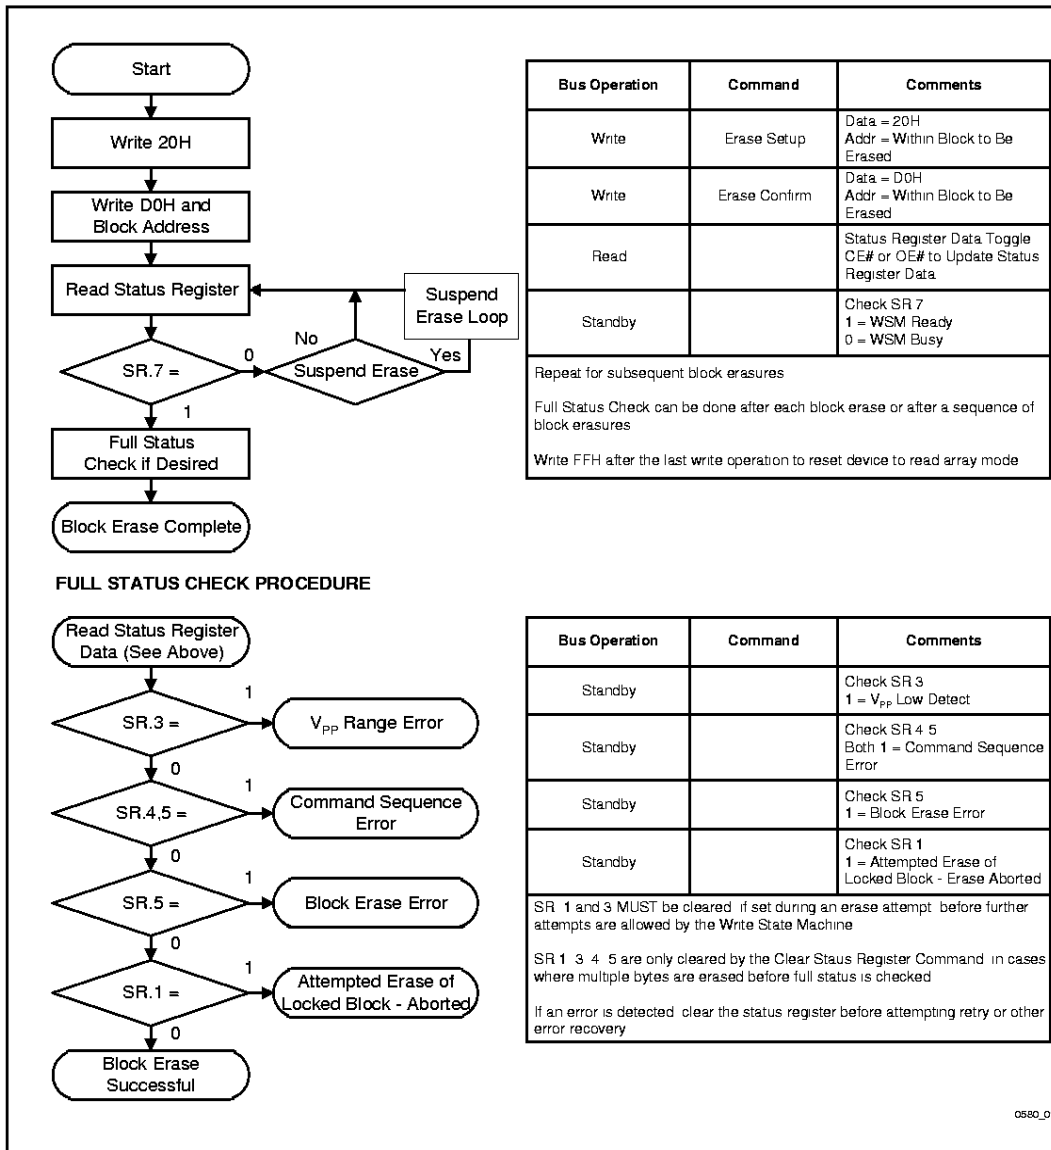 Start
Write 20H
Write D0H and
Block Address
Read Status Register
Suspend
Erase Loop
No
Yes
0
SR.7 =
Suspend Erase
1
Full Status
Check if Desired
Block Erase Complete
Bus Operation Command Comments
Write Erase Setup Data = 20H
Addr = Within Block to Be
Erased
Write Erase Confirm Data = D0H
Addr = Within Block to Be
Erased
Read Status Register Data Toggle
CE# or OE# to Update Status
Register Data
Standby Check SR 7
1 = WSM Ready
0 = WSM Busy
Repeat for subsequent block erasures
Full Status Check can be done after each block erase or after a sequence of
block erasures
Write FFH after the last write operation to reset device to read array mode
FULL STATUS CHECK PROCEDURE
Read Status Register
Data (See Above)
1
SR.3 =
V_PP Range Error
0
1
SR.4,5 =
Command Sequence
Error
0
1
SR.5 =
Block Erase Error
0
1
SR.1 =
Attempted Erase of
Locked Block - Aborted
0
Block Erase
Successful
Bus Operation Command Comments
Standby Check SR 3
1 = V_PP Low Detect
Standby Check SR 4 5
Both 1 = Command Sequence
Error
Standby Check SR 5
1 = Block Erase Error
Standby Check SR 1
1 = Attempted Erase of
Locked Block - Erase Aborted
SR 1 and 3 MUST be cleared if set during an erase attempt before further
attempts are allowed by the Write State Machine
SR 1 3 4 5 are only cleared by the Clear Staus Register Command in cases
where multiple bytes are erased before full status is checked
If an error is detected clear the status register before attempting retry or other
error recovery
0580_0